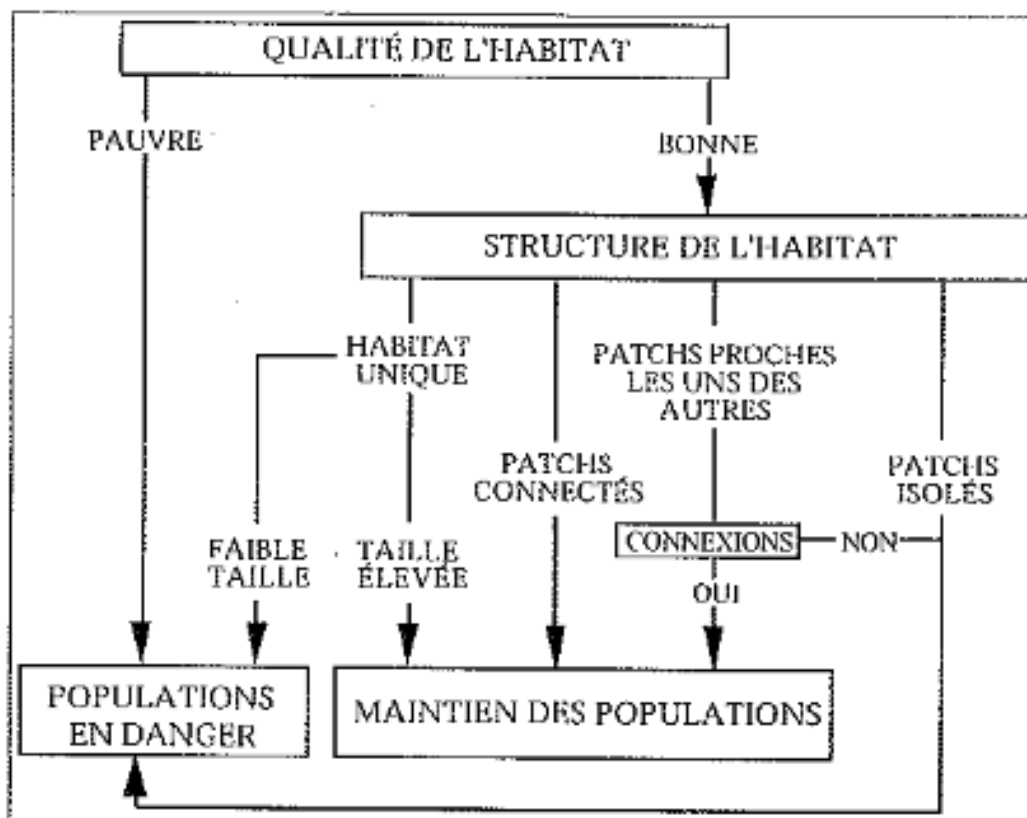 QUALITÉ DE L'HABITAT
PAUVRE
BONNE
STRUCTURE DE L'HABITAT
HABITAT
UNIQUE
PATCHS PROCHES
LES UNS DES
AUTRES
PATCHS
CONNECTÉS
PATCHS
ISOLÉS
CONNEXIONS
NON
FAIBLE
TAILLE
TAILLE
ÉLEVÉE
OUI
POPULATIONS
EN DANGER
MAINTIEN DES POPULATIONS